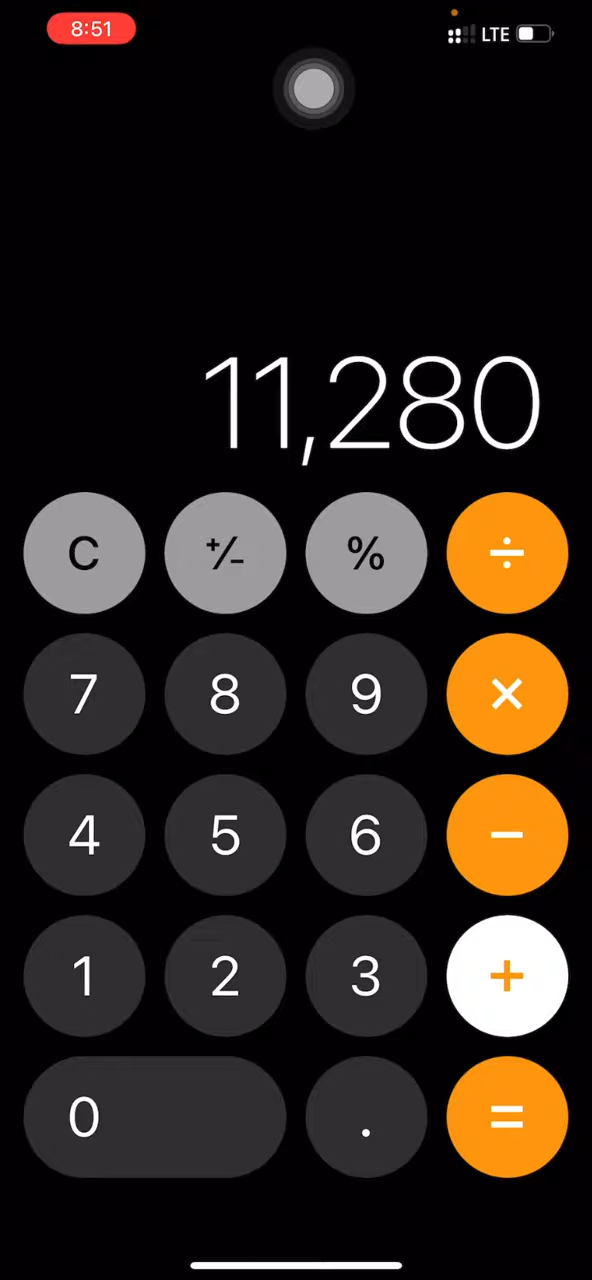 8:51 LTE
11,280
C +/- % ÷
7 8 9 ×
4 5 6 −
1 2 3 +
0 . =